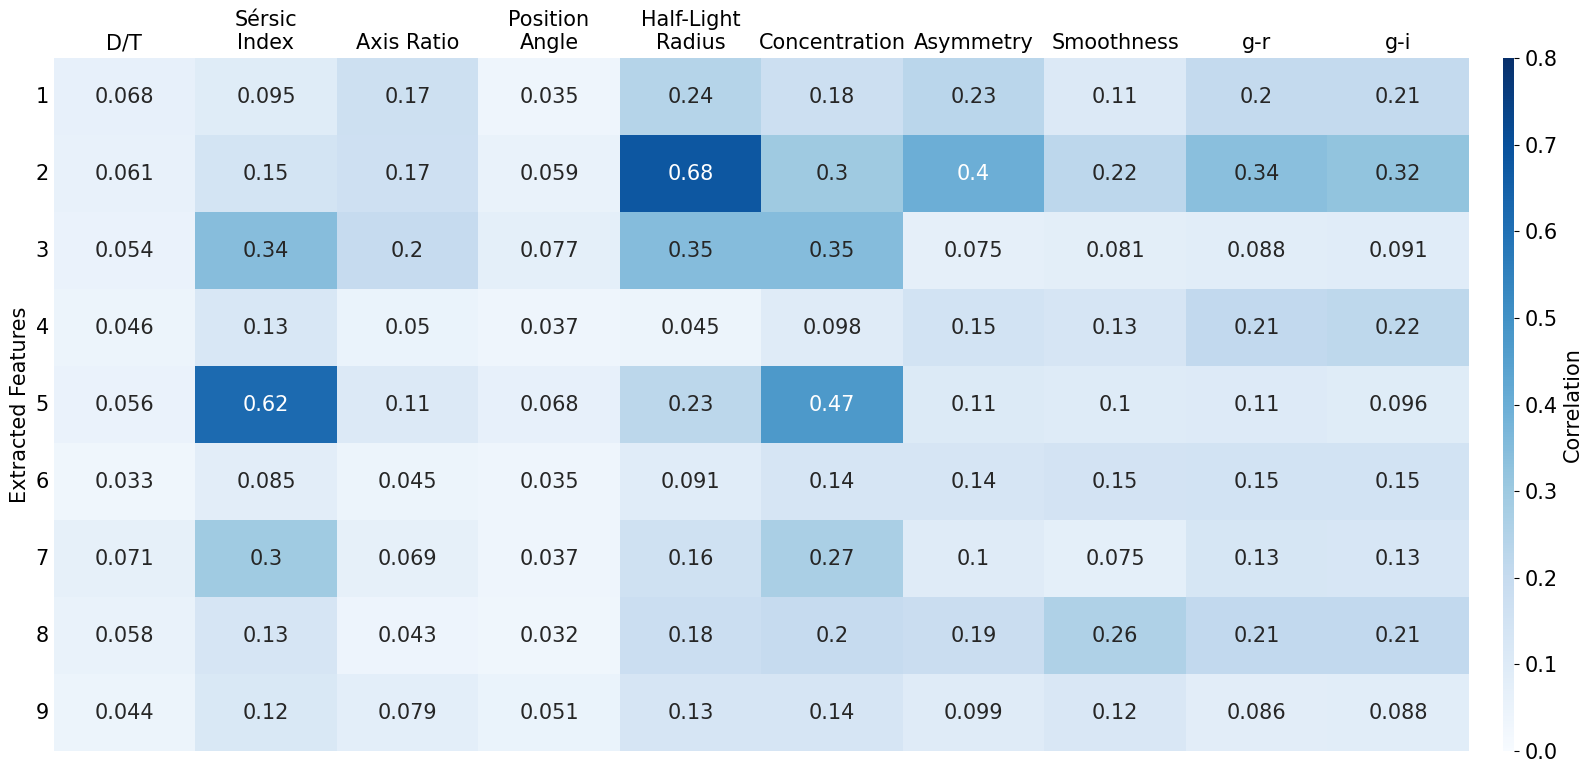 Sérsic Position Half-Light
D/T Index Axis Ratio Angle Radius Concentration Asymmetry Smoothness g-r g-i
1 0.068 0.095 0.17 0.035 0.24 0.18 0.23 0.11 0.2 0.21
2 0.061 0.15 0.17 0.059 0.68 0.3 0.4 0.22 0.34 0.32
3 0.054 0.34 0.2 0.077 0.35 0.35 0.075 0.081 0.088 0.091
4 0.046 0.13 0.05 0.037 0.045 0.098 0.15 0.13 0.21 0.22
5 0.056 0.62 0.11 0.068 0.23 0.47 0.11 0.1 0.11 0.096
6 0.033 0.085 0.045 0.035 0.091 0.14 0.14 0.15 0.15 0.15
7 0.071 0.3 0.069 0.037 0.16 0.27 0.1 0.075 0.13 0.13
8 0.058 0.13 0.043 0.032 0.18 0.2 0.19 0.26 0.21 0.21
9 0.044 0.12 0.079 0.051 0.13 0.14 0.099 0.12 0.086 0.088
Extracted Features
0.8
0.7
0.6
0.5
0.4
0.3
0.2
0.1
0.0
Correlation